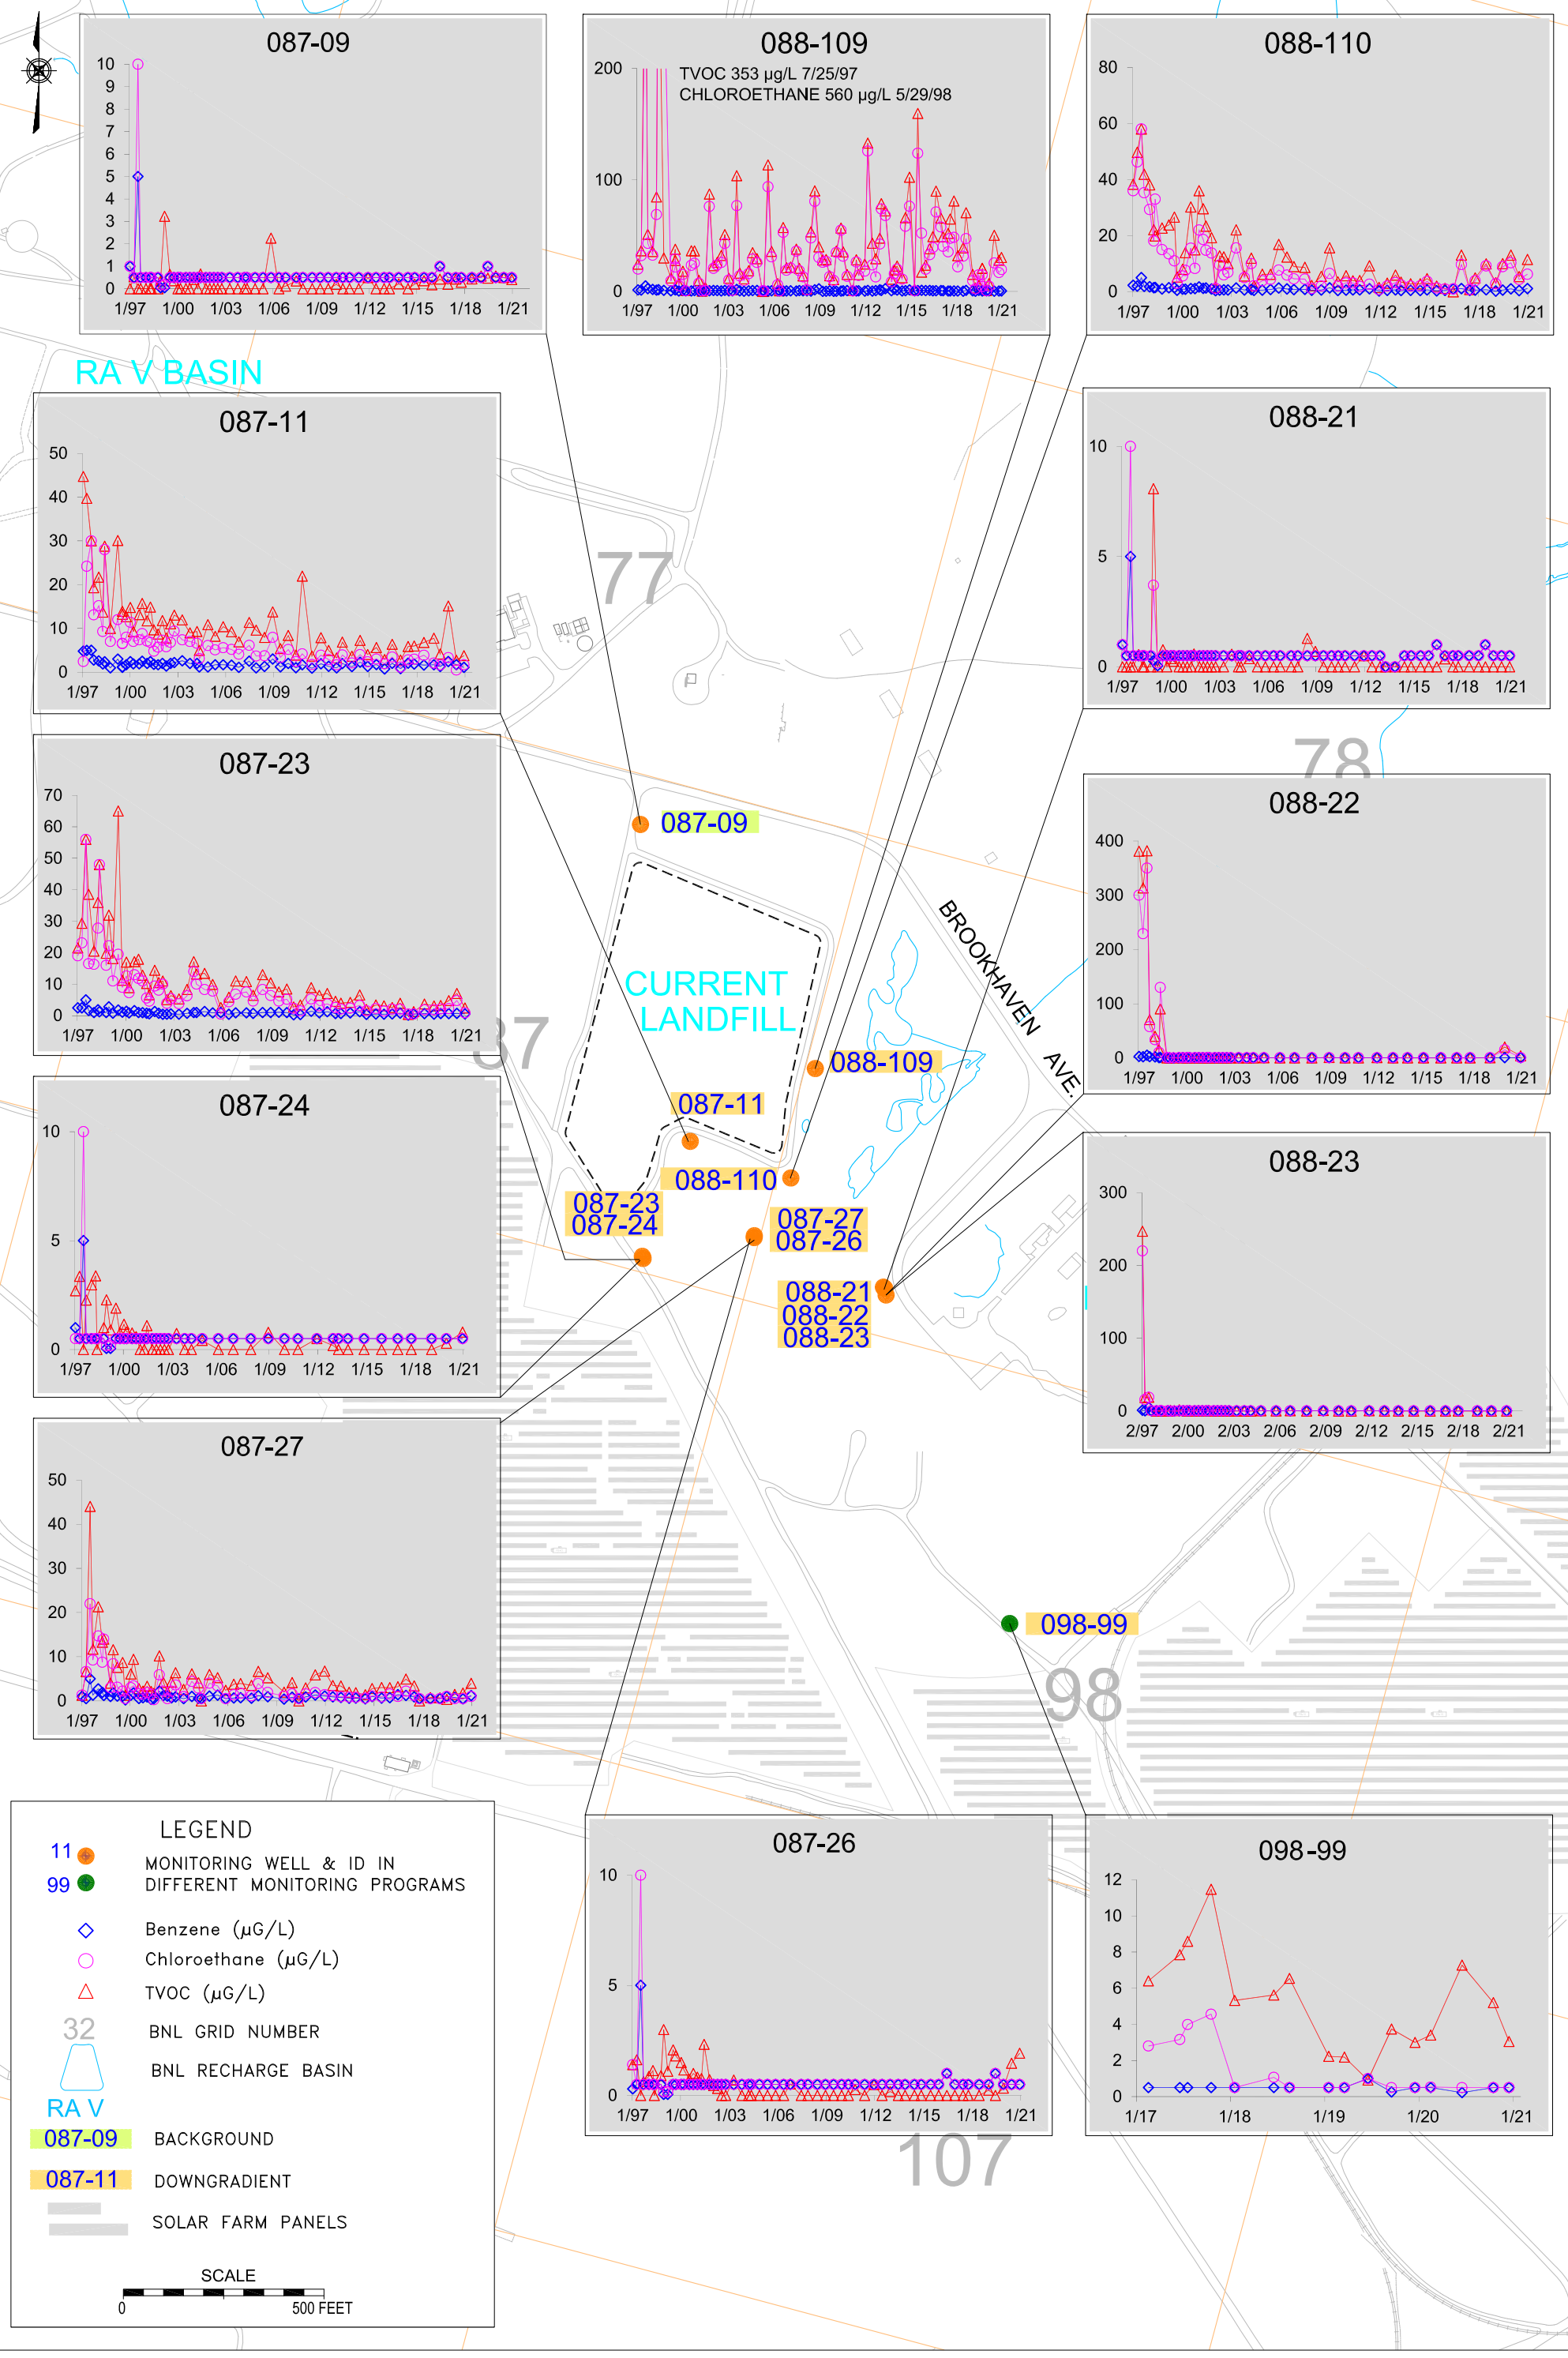 087-09
10
9
8
7
6
5
4
3
2
1
0
1/97 1/00 1/03 1/06 1/09 1/12 1/15 1/18 1/21
088-109
TVOC 353 µg/L 7/25/97
CHLOROETHANE 560 µg/L 5/29/98
200
100
0
1/97 1/00 1/03 1/06 1/09 1/12 1/15 1/18 1/21
088-110
80
60
40
20
0
1/97 1/00 1/03 1/06 1/09 1/12 1/15 1/18 1/21
RA V BASIN
087-11
50
40
30
20
10
0
1/97 1/00 1/03 1/06 1/09 1/12 1/15 1/18 1/21
088-21
10
5
0
1/97 1/00 1/03 1/06 1/09 1/12 1/15 1/18 1/21
77
78
087-23
70
60
50
40
30
20
10
0
1/97 1/00 1/03 1/06 1/09 1/12 1/15 1/18 1/21
088-22
400
300
200
100
0
1/97 1/00 1/03 1/06 1/09 1/12 1/15 1/18 1/21
087-09
CURRENT
LANDFILL
BROOKHAVEN AVE.
87
088-109
087-11
088-110
087-23
087-24
087-27
087-26
088-21
088-22
088-23
087-24
10
5
0
1/97 1/00 1/03 1/06 1/09 1/12 1/15 1/18 1/21
088-23
300
200
100
0
2/97 2/00 2/03 2/06 2/09 2/12 2/15 2/18 2/21
087-27
50
40
30
20
10
0
1/97 1/00 1/03 1/06 1/09 1/12 1/15 1/18 1/21
098-99
98
087-26
10
5
0
1/97 1/00 1/03 1/06 1/09 1/12 1/15 1/18 1/21
098-99
12
10
8
6
4
2
0
1/17 1/18 1/19 1/20 1/21
107
LEGEND
11
99
MONITORING WELL & ID IN
DIFFERENT MONITORING PROGRAMS
Benzene (µG/L)
Chloroethane (µG/L)
TVOC (µG/L)
32 BNL GRID NUMBER
BNL RECHARGE BASIN
RA V
087-09 BACKGROUND
087-11 DOWNGRADIENT
SOLAR FARM PANELS
SCALE
0 500 FEET